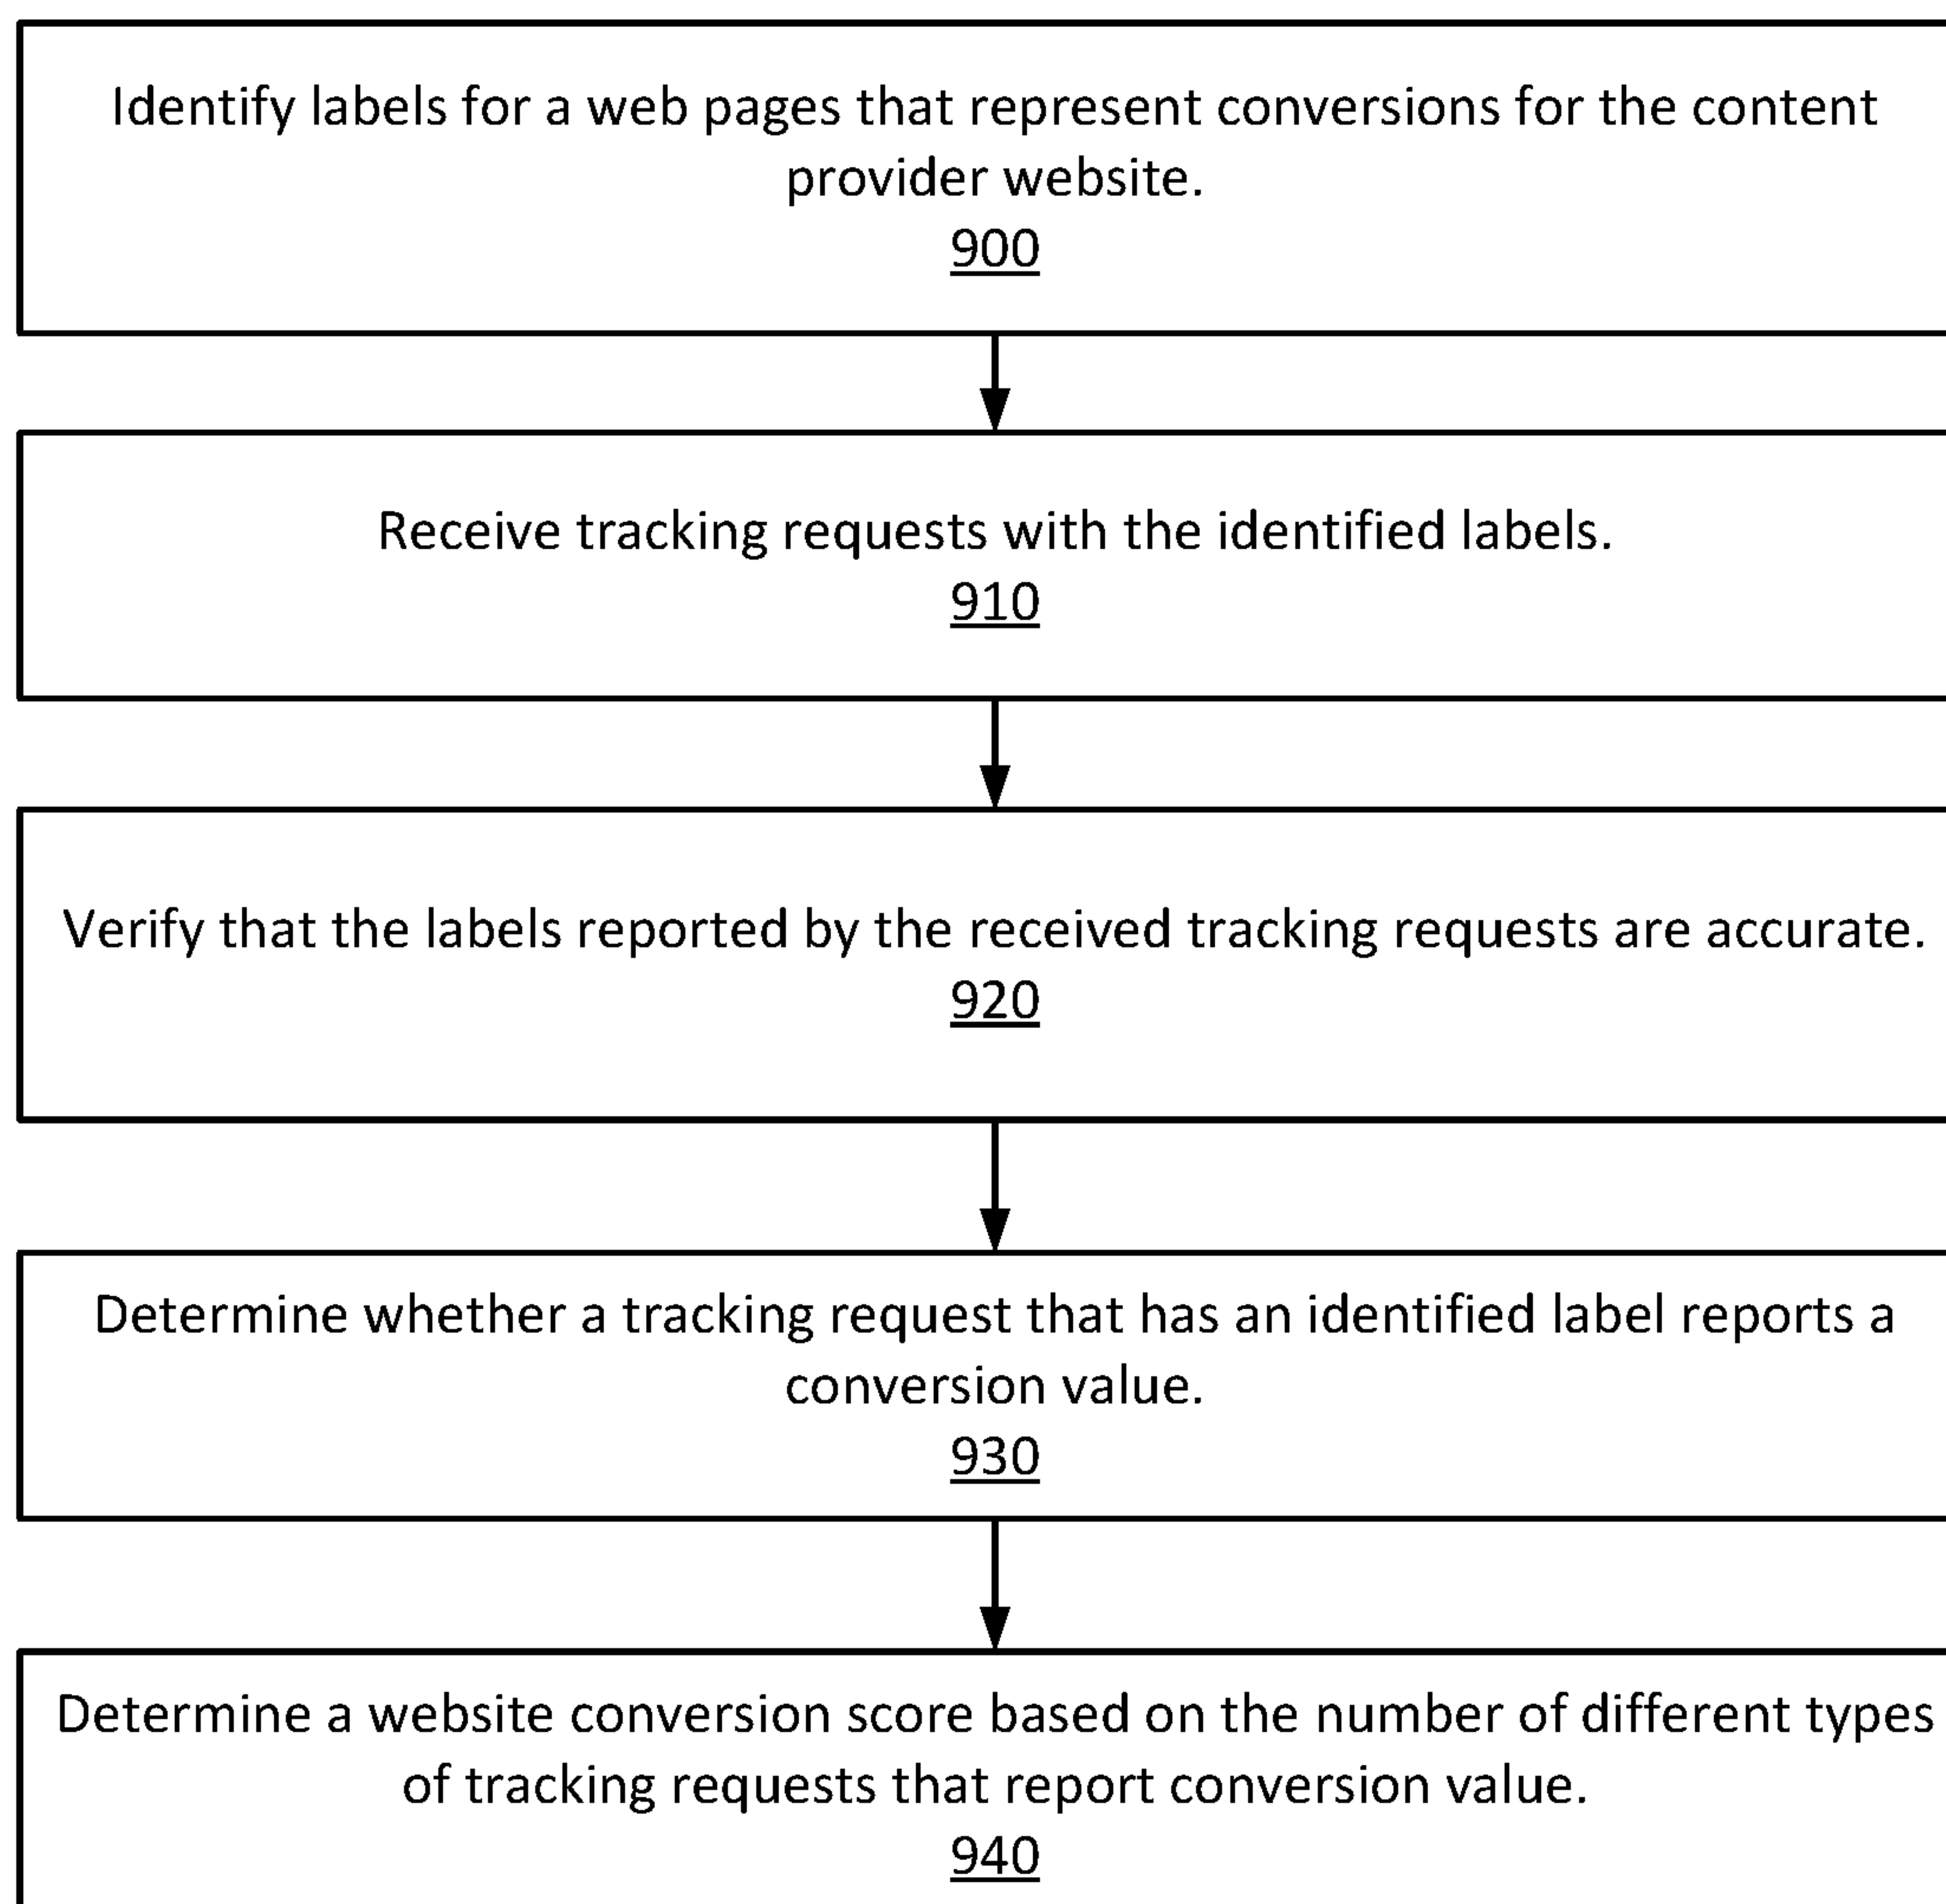 Identify labels for a web pages that represent conversions for the content
provider website.
900
Receive tracking requests with the identified labels.
910
Verify that the labels reported by the received tracking requests are accurate.
920
Determine whether a tracking request that has an identified label reports a
conversion value.
930
Determine a website conversion score based on the number of different types
of tracking requests that report conversion value.
940